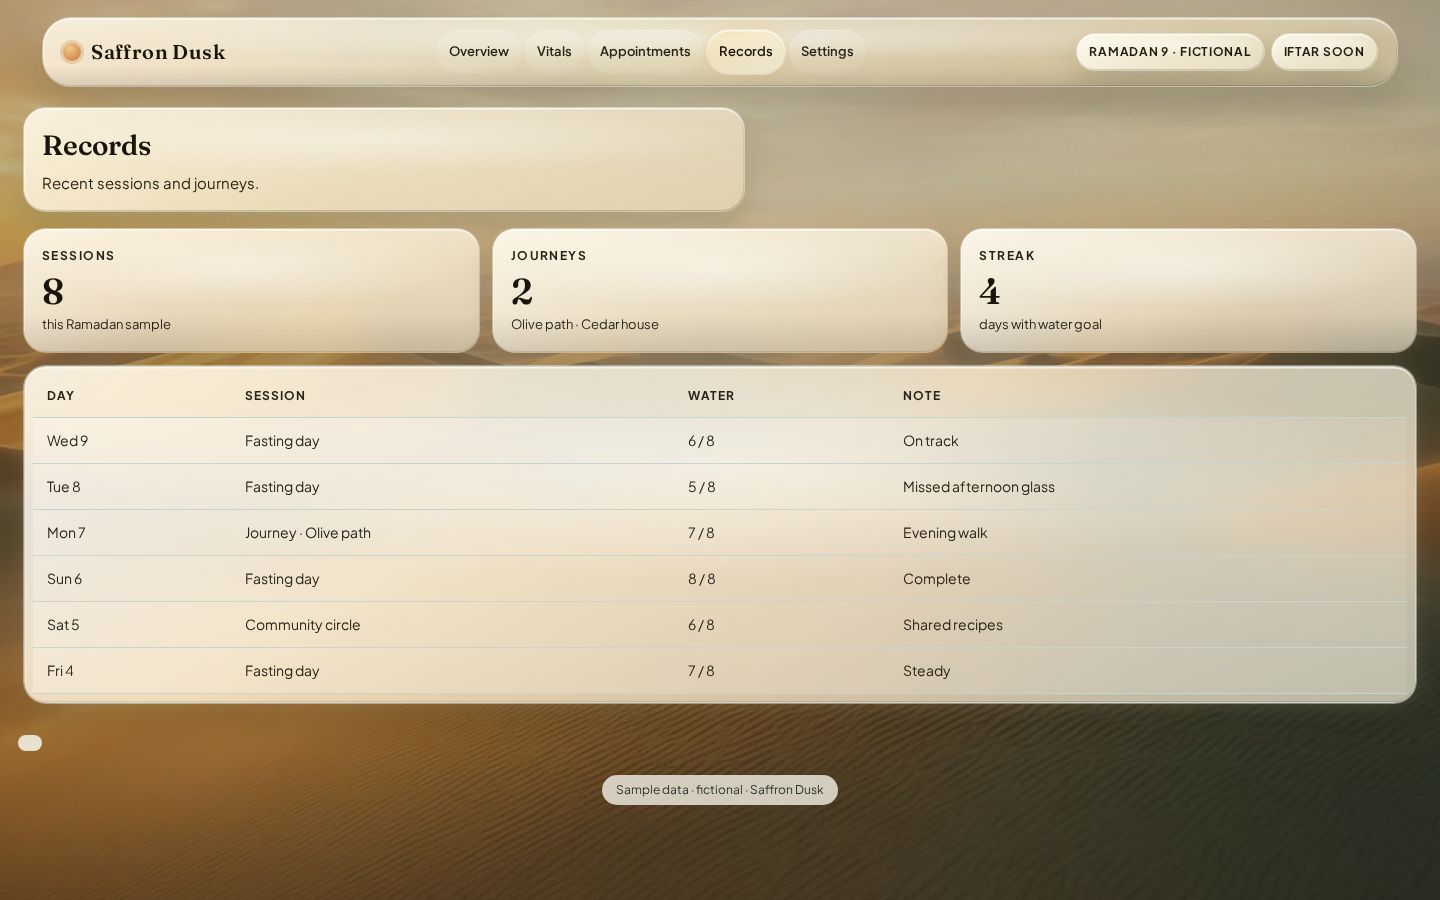 Saffron Dusk
Overview Vitals Appointments Records Settings
RAMADAN 9 · FICTIONAL IFTAR SOON
Records
Recent sessions and journeys.
SESSIONS
8
this Ramadan sample
JOURNEYS
2
Olive path · Cedar house
STREAK
4
days with water goal
DAY SESSION WATER NOTE
Wed 9 Fasting day 6 / 8 On track
Tue 8 Fasting day 5 / 8 Missed afternoon glass
Mon 7 Journey · Olive path 7 / 8 Evening walk
Sun 6 Fasting day 8 / 8 Complete
Sat 5 Community circle 6 / 8 Shared recipes
Fri 4 Fasting day 7 / 8 Steady
Sample data · fictional · Saffron Dusk